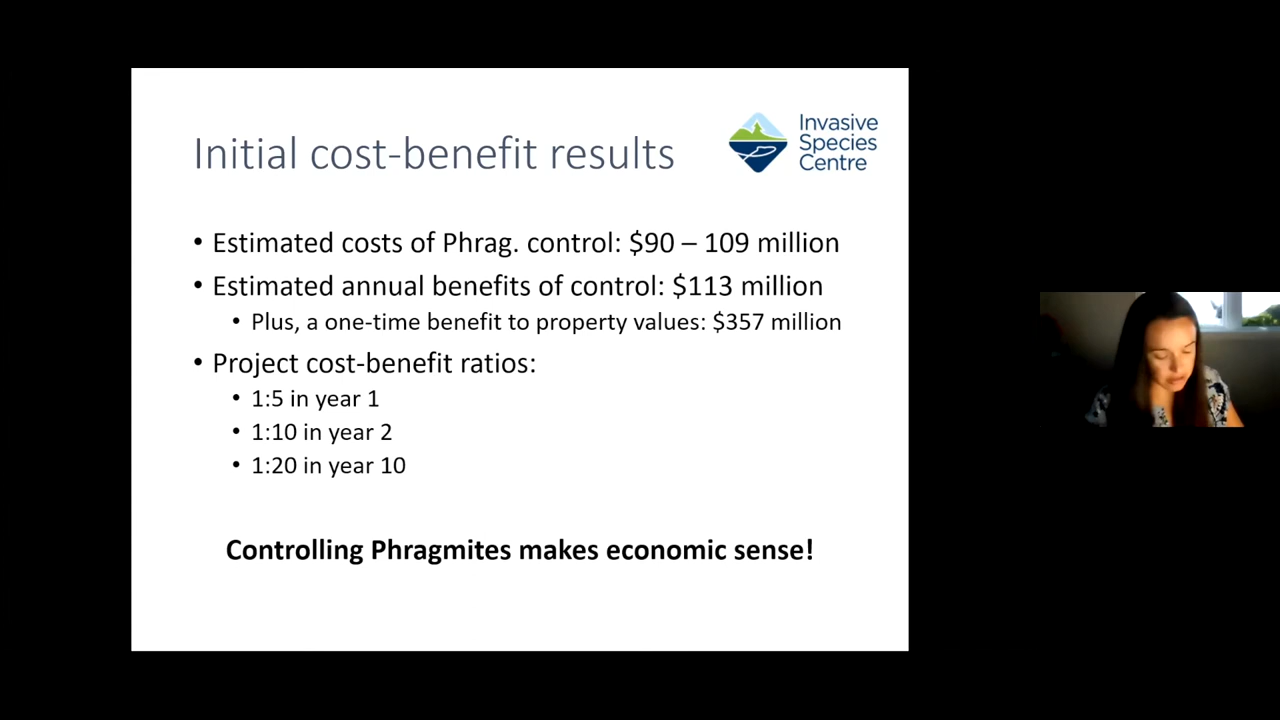 Initial cost-benefit results
Invasive
Species
Centre
• Estimated costs of Phrag. control: $90 – 109 million
• Estimated annual benefits of control: $113 million
• Plus, a one-time benefit to property values: $357 million
• Project cost-benefit ratios:
• 1:5 in year 1
• 1:10 in year 2
• 1:20 in year 10
Controlling Phragmites makes economic sense!